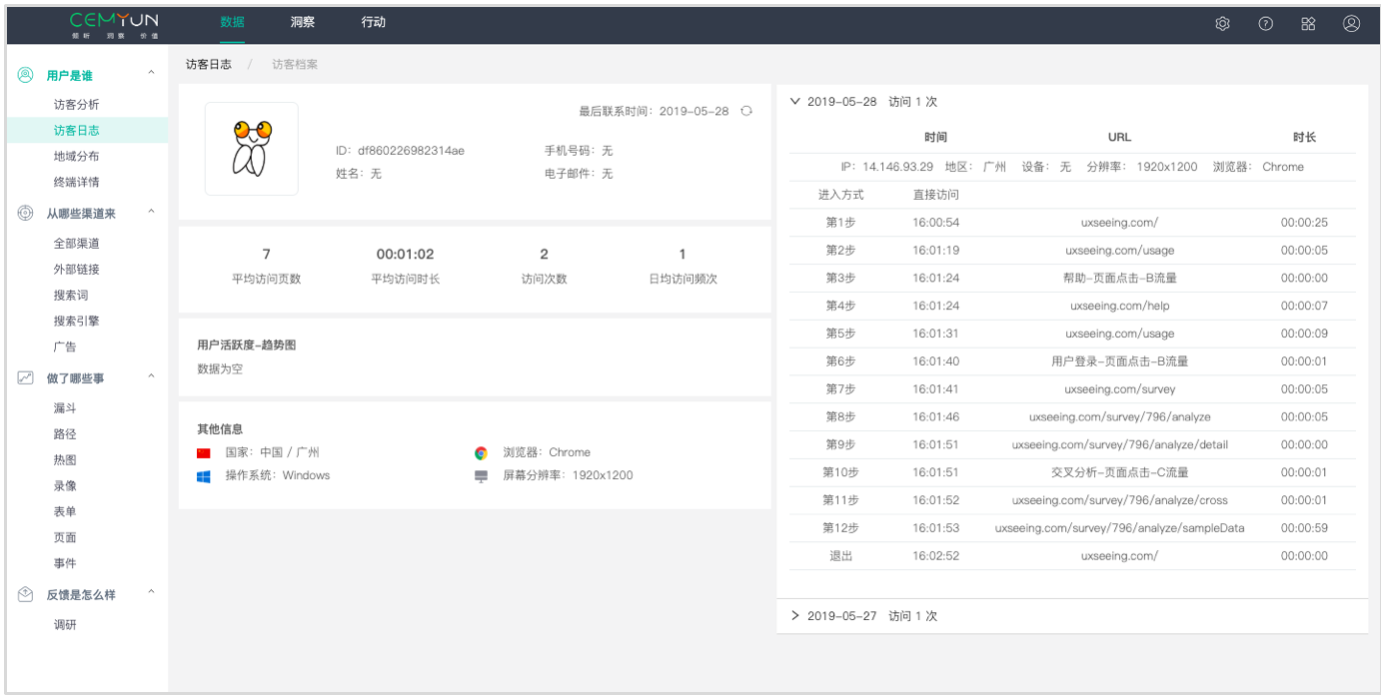 CEMYUN
倾听 洞察 价值
数据 洞察 行动
用户是谁
访客分析
访客日志
地域分布
终端详情
从哪些渠道来
全部渠道
外部链接
搜索词
搜索引擎
广告
做了哪些事
漏斗
路径
热图
录像
表单
页面
事件
反馈是怎么样
调研
访客日志 / 访客档案
最后联系时间：2019-05-28
ID：df860226982314ae 手机号码：无
姓名：无 电子邮件：无
7 00:01:02 2 1
平均访问页数 平均访问时长 访问次数 日均访问频次
用户活跃度-趋势图
数据为空
其他信息
国家：中国 / 广州 浏览器：Chrome
操作系统：Windows 屏幕分辨率：1920x1200
2019-05-28 访问 1 次
时间 URL 时长
IP：14.146.93.29 地区：广州 设备：无 分辨率：1920x1200 浏览器：Chrome
进入方式 直接访问
第1步 16:00:54 uxseeing.com/ 00:00:25
第2步 16:01:19 uxseeing.com/usage 00:00:05
第3步 16:01:24 帮助-页面点击-B流量 00:00:00
第4步 16:01:24 uxseeing.com/help 00:00:07
第5步 16:01:31 uxseeing.com/usage 00:00:09
第6步 16:01:40 用户登录-页面点击-B流量 00:00:01
第7步 16:01:41 uxseeing.com/survey 00:00:05
第8步 16:01:46 uxseeing.com/survey/796/analyze 00:00:05
第9步 16:01:51 uxseeing.com/survey/796/analyze/detail 00:00:00
第10步 16:01:51 交叉分析-页面点击-C流量 00:00:01
第11步 16:01:52 uxseeing.com/survey/796/analyze/cross 00:00:01
第12步 16:01:53 uxseeing.com/survey/796/analyze/sampleData 00:00:59
退出 16:02:52 uxseeing.com/ 00:00:00
2019-05-27 访问 1 次